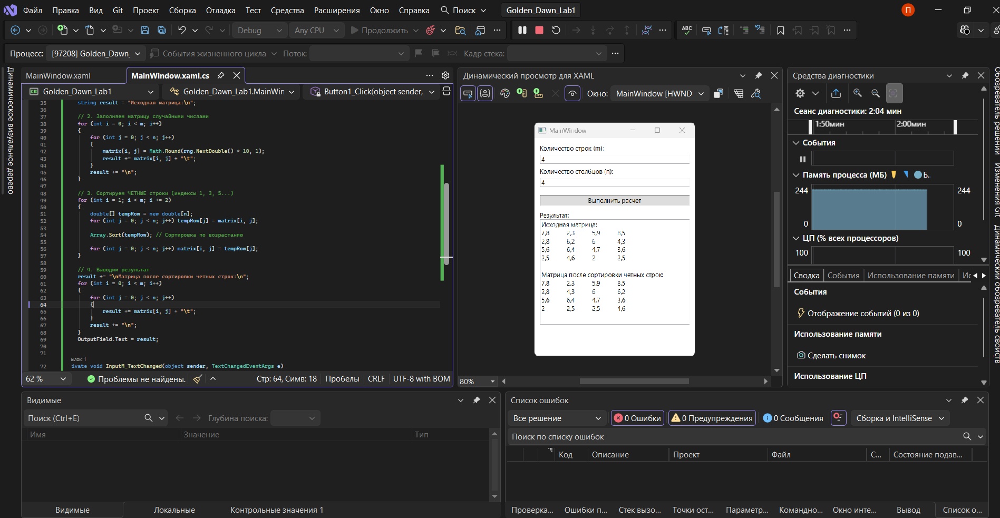 Файл Правка Вид Git Проект Сборка Отладка Тест Средства Расширения Окно Справка Поиск Golden_Dawn_Lab1 П
Debug Any CPU Продолжить
Процесс: [97208] Golden_Dawn_ События жизненного цикла Поток: Кадр стека:
Динамическое визуальное дерево
MainWindow.xaml MainWindow.xaml.cs
Golden_Dawn_Lab1 Golden_Dawn_Lab1.MainWin Button1_Click(object sender,
35 string result = "Исходная матрица:\n";
36
37 // 2. Заполняем матрицу случайными числами
38 for (int i = 0; i < m; i++)
39 {
40 for (int j = 0; j < n; j++)
41 {
42 matrix[i, j] = Math.Round(rng.NextDouble() * 10, 1);
43 result += matrix[i, j] + "\t";
44 }
45 result += "\n";
46 }
47
48 // 3. Сортируем ЧЕТНЫЕ строки (индексы 1, 3, 5...)
49 for (int i = 1; i < m; i += 2)
50 {
51 double[] tempRow = new double[n];
52 for (int j = 0; j < n; j++) tempRow[j] = matrix[i, j];
53
54 Array.Sort(tempRow); // Сортировка по возрастанию
55
56 for (int j = 0; j < n; j++) matrix[i, j] = tempRow[j];
57 }
58
59 // 4. Выводим результат
60 result += "\nМатрица после сортировки четных строк:\n";
61 for (int i = 0; i < m; i++)
62 {
63 for (int j = 0; j < n; j++)
64 {
65 result += matrix[i, j] + "\t";
66 }
67 result += "\n";
68 }
69 OutputField.Text = result;
70
71
ылок: 1
72 ivate void InputM_TextChanged(object sender, TextChangedEventArgs e)
62 % Проблемы не найдены. Стр: 64, Симв: 18 Пробелы CRLF UTF-8 with BOM
Динамический просмотр для XAML
Окно: MainWindow [HWND
MainWindow
Количество строк (m):
4
Количество столбцов (n):
4
Выполнить расчет
Результат:
Исходная матрица:
7,8 2,3 5,9 8,5
2,8 6,2 6 4,3
5,6 6,4 4,7 3,6
2,5 4,6 2 2,5
Матрица после сортировки четных строк:
7,8 2,3 5,9 8,5
2,8 4,3 6 6,2
5,6 6,4 4,7 3,6
2 2,5 2,5 4,6
80%
Средства диагностики
Сеанс диагностики: 2:04 мин
1:50мин 2:00мин
События
Память процесса (МБ) Б..
244 244
0 0
ЦП (% всех процессоров)
100 100
Сводка События Использование памяти Ис
События
Отображение событий (0 из 0)
Использование памяти
Сделать снимок
Использование ЦП
Обозреватель решений Изменения Git Динамический обозреватель свойств
Видимые
Поиск (Ctrl+E) Глубина поиска:
Имя Значение Тип
Видимые Локальные Контрольные значения 1
Список ошибок
Все решение 0 Ошибки 0 Предупреждения 0 Сообщения Сборка и IntelliSense
Поиск по списку ошибок
Код Описание Проект Файл С... Состояние подав...
Проверка... Ошибки п... Стек вызо... Точки ост... Параметр... Командно... Окно инте... Вывод Список о...